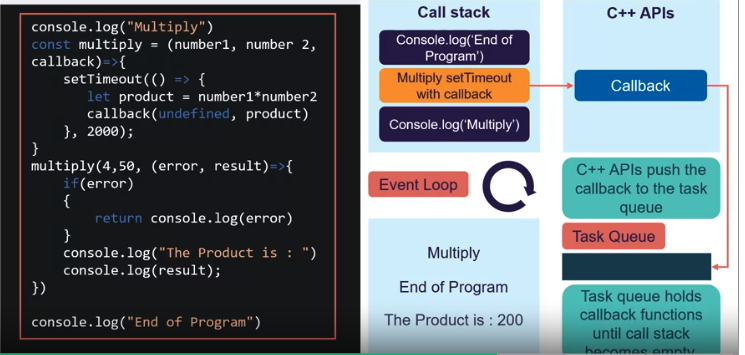 console.log("Multiply")
const multiply = (number1, number 2,
callback)=>{
setTimeout(() => {
let product = number1*number2
callback(undefined, product)
}, 2000);
}
multiply(4,50, (error, result)=>{
if(error)
{
return console.log(error)
}
console.log("The Product is : ")
console.log(result);
})
console.log("End of Program")
Call stack
Console.log('End of
Program')
Multiply setTimeout
with callback
Console.log('Multiply')
Event Loop
Multiply
End of Program
The Product is : 200
C++ APIs
Callback
C++ APIs push the
callback to the task
queue
Task Queue
Task queue holds
callback functions
until call stack
becomes empty